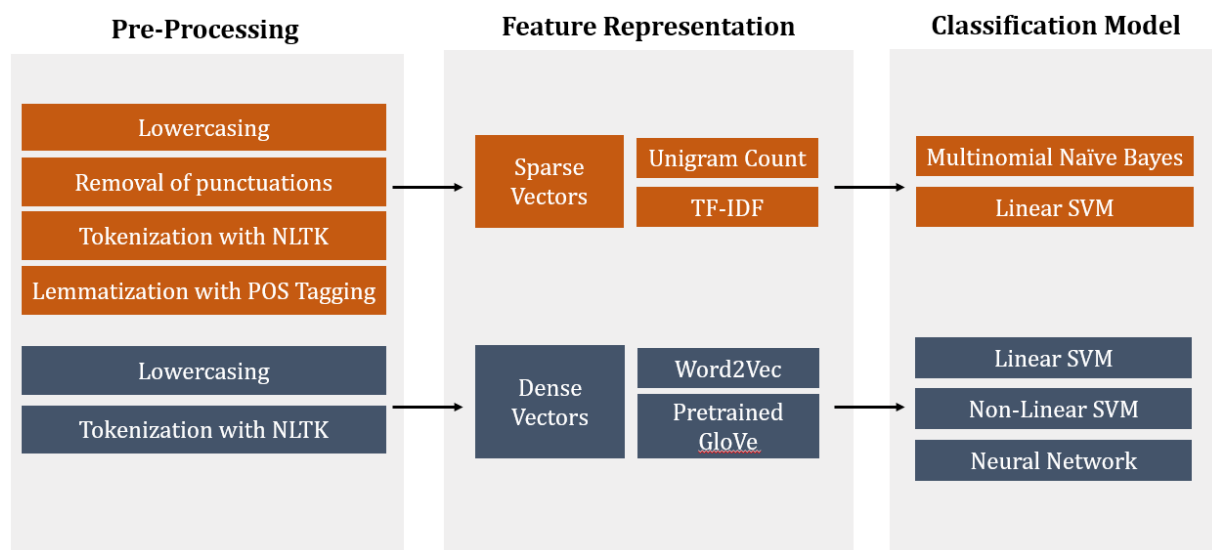 Pre-Processing
Feature Representation
Classification Model
Lowercasing
Removal of punctuations
Tokenization with NLTK
Lemmatization with POS Tagging
Sparse
Vectors
Unigram Count
TF-IDF
Multinomial Naïve Bayes
Linear SVM
Lowercasing
Tokenization with NLTK
Dense
Vectors
Word2Vec
Pretrained
GloVe
Linear SVM
Non-Linear SVM
Neural Network